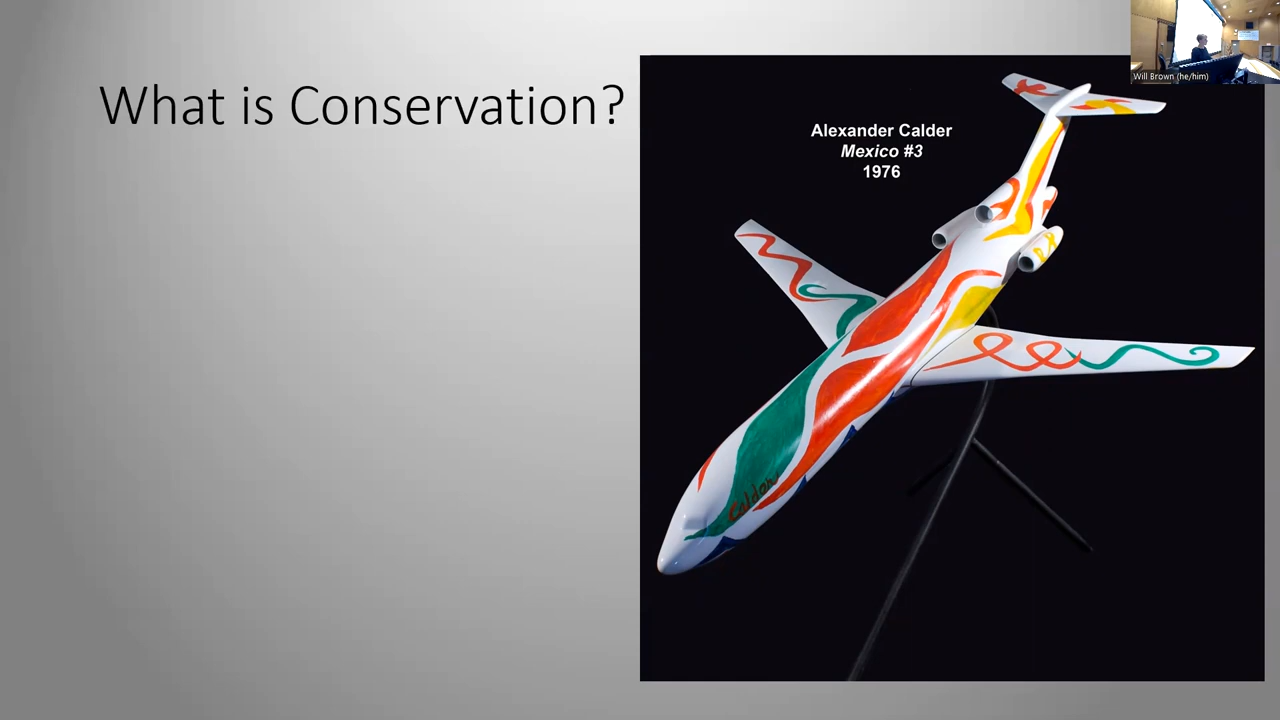 What is Conservation?
Alexander Calder
Mexico #3
1976
Calder
Will Brown (he/him)